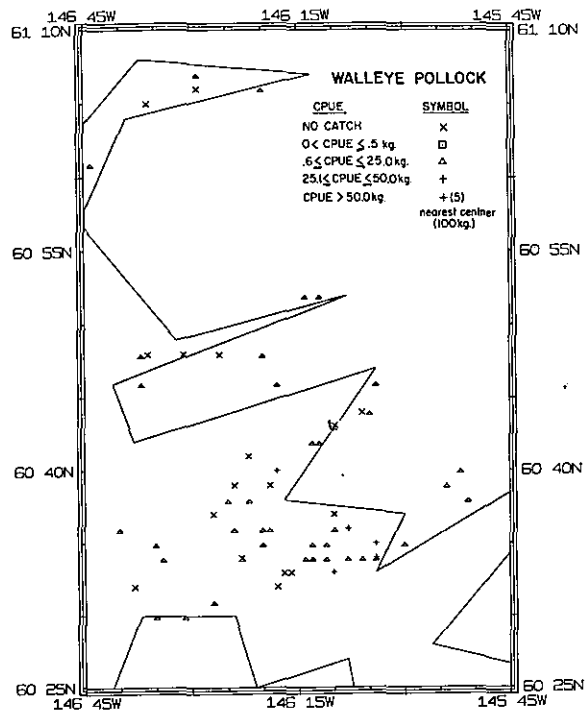 146 45W 146 15W 145 45W
61 10N 61 10N
WALLEYE POLLOCK
CPUE SYMBOL
NO CATCH ×
0 < CPUE ≤ .5 kg.
.6 ≤ CPUE ≤ 25.0 kg. △
25.1 ≤ CPUE ≤ 50.0 kg. +
CPUE > 50.0 kg. +(5)
nearest centner
(100kg.)
60 55N 60 55N
60 40N 60 40N
60 25N 60 25N
146 45W 146 15W 145 45W